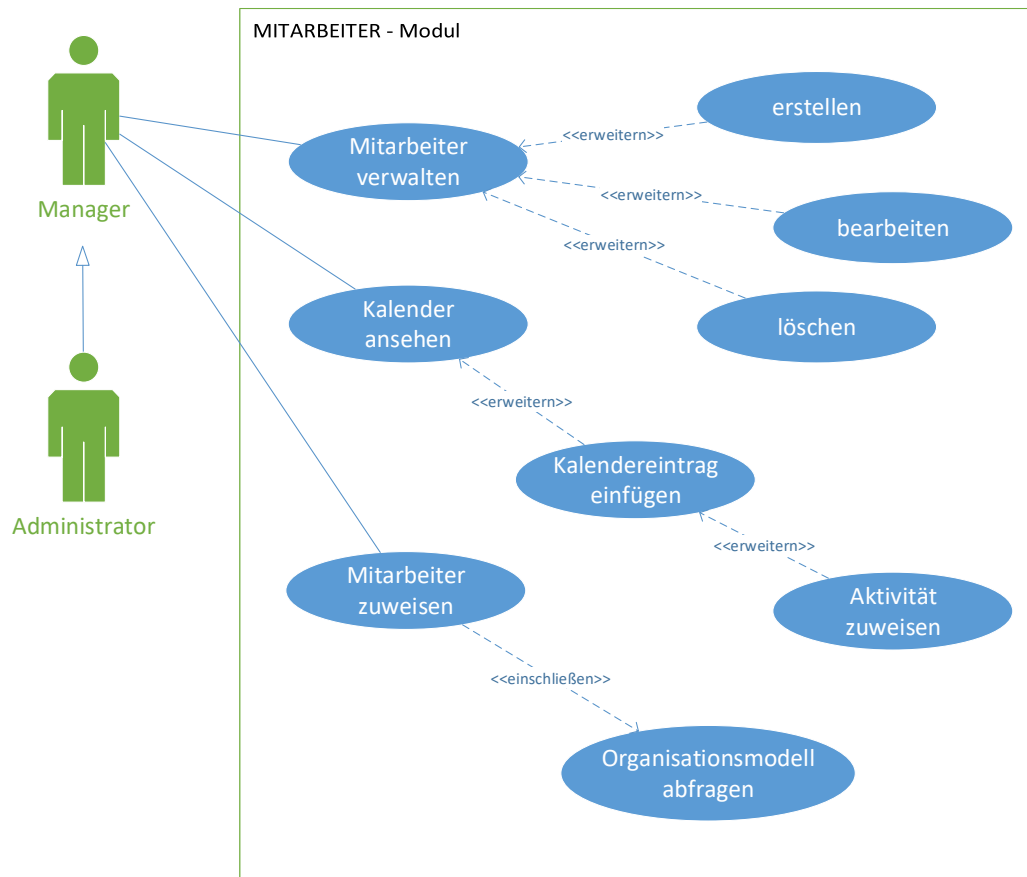 MITARBEITER - Modul
Manager
Administrator
Mitarbeiter
verwalten
<<erweitern>>
erstellen
<<erweitern>>
bearbeiten
<<erweitern>>
löschen
Kalender
ansehen
<<erweitern>>
Kalendereintrag
einfügen
<<erweitern>>
Aktivität
zuweisen
Mitarbeiter
zuweisen
<<einschließen>>
Organisationsmodell
abfragen